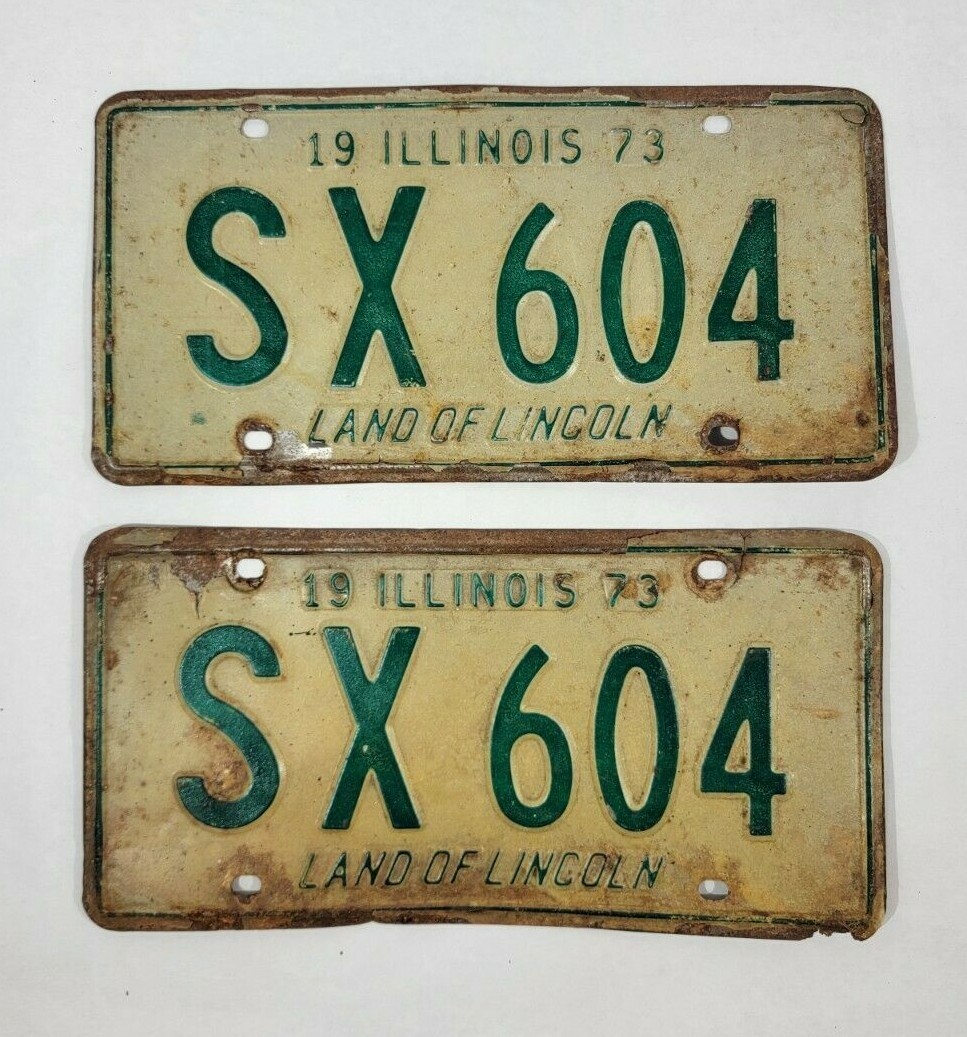 19 ILLINOIS 73
SX 604
LAND OF LINCOLN
19 ILLINOIS 73
SX 604
LAND OF LINCOLN